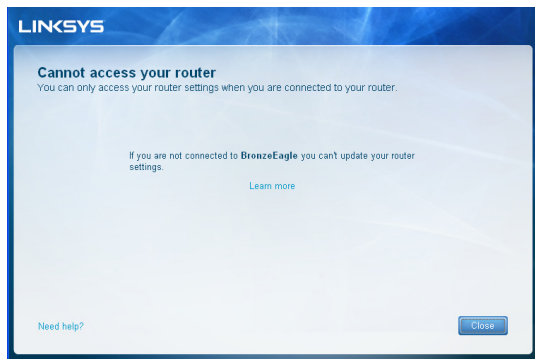 LINKSYS
Cannot access your router
You can only access your router settings when you are connected to your router.
If you are not connected to BronzeEagle you can't update your router
settings.
Learn more
Need help?
Close